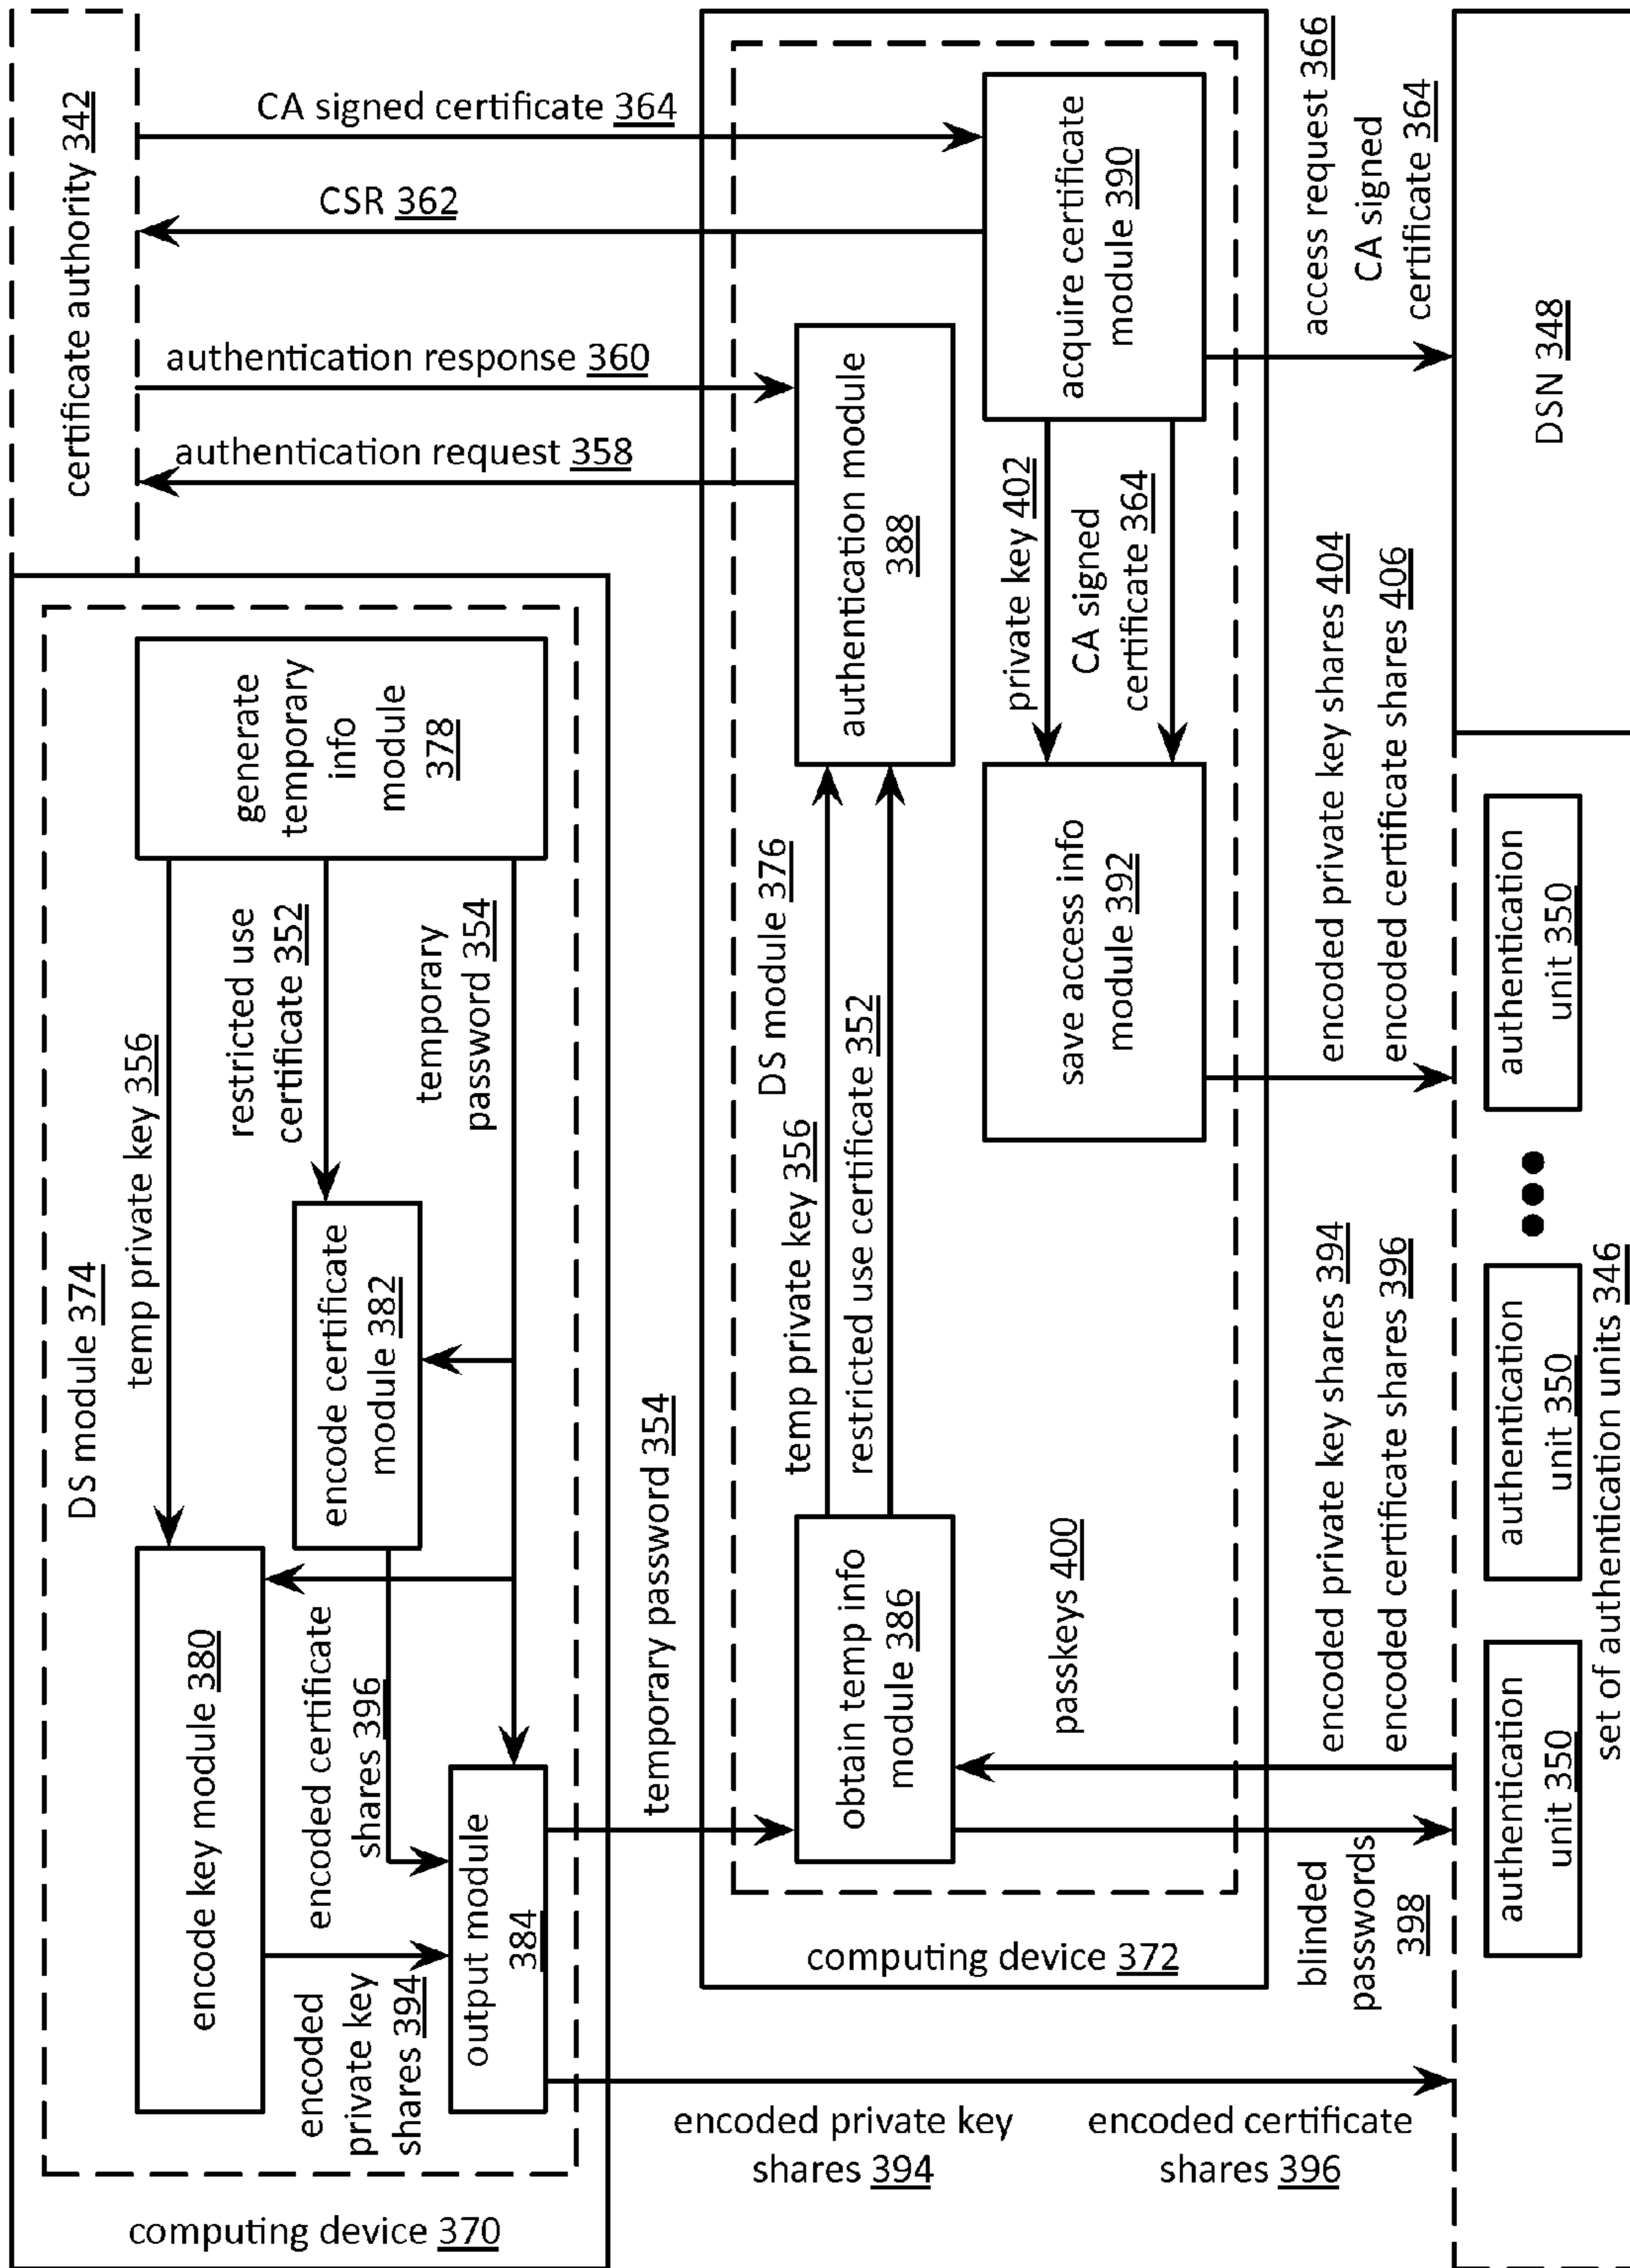 computing device 370
DS module 374
encode key module 380
temp private key 356
generate
temporary
info
module
378
certificate authority 342
restricted use
certificate 352
encode certificate
module 382
encoded certificate
shares 396
encoded
private key
shares 394
temporary
password 354
output module
384
temporary password 354
authentication request 358
authentication response 360
CSR 362
CA signed certificate 364
encoded private key
shares 394
encoded certificate
shares 396
computing device 372
DS module 376
obtain temp info
module 386
temp private key 356
restricted use certificate 352
authentication module
388
passkeys 400
save access info
module 392
private key 402
CA signed
certificate 364
acquire certificate
module 390
blinded
passwords
398
encoded private key shares 394
encoded certificate shares 396
encoded private key shares 404
encoded certificate shares 406
access request 366
CA signed
certificate 364
authentication
unit 350
authentication
unit 350
authentication
unit 350
set of authentication units 346
DSN 348